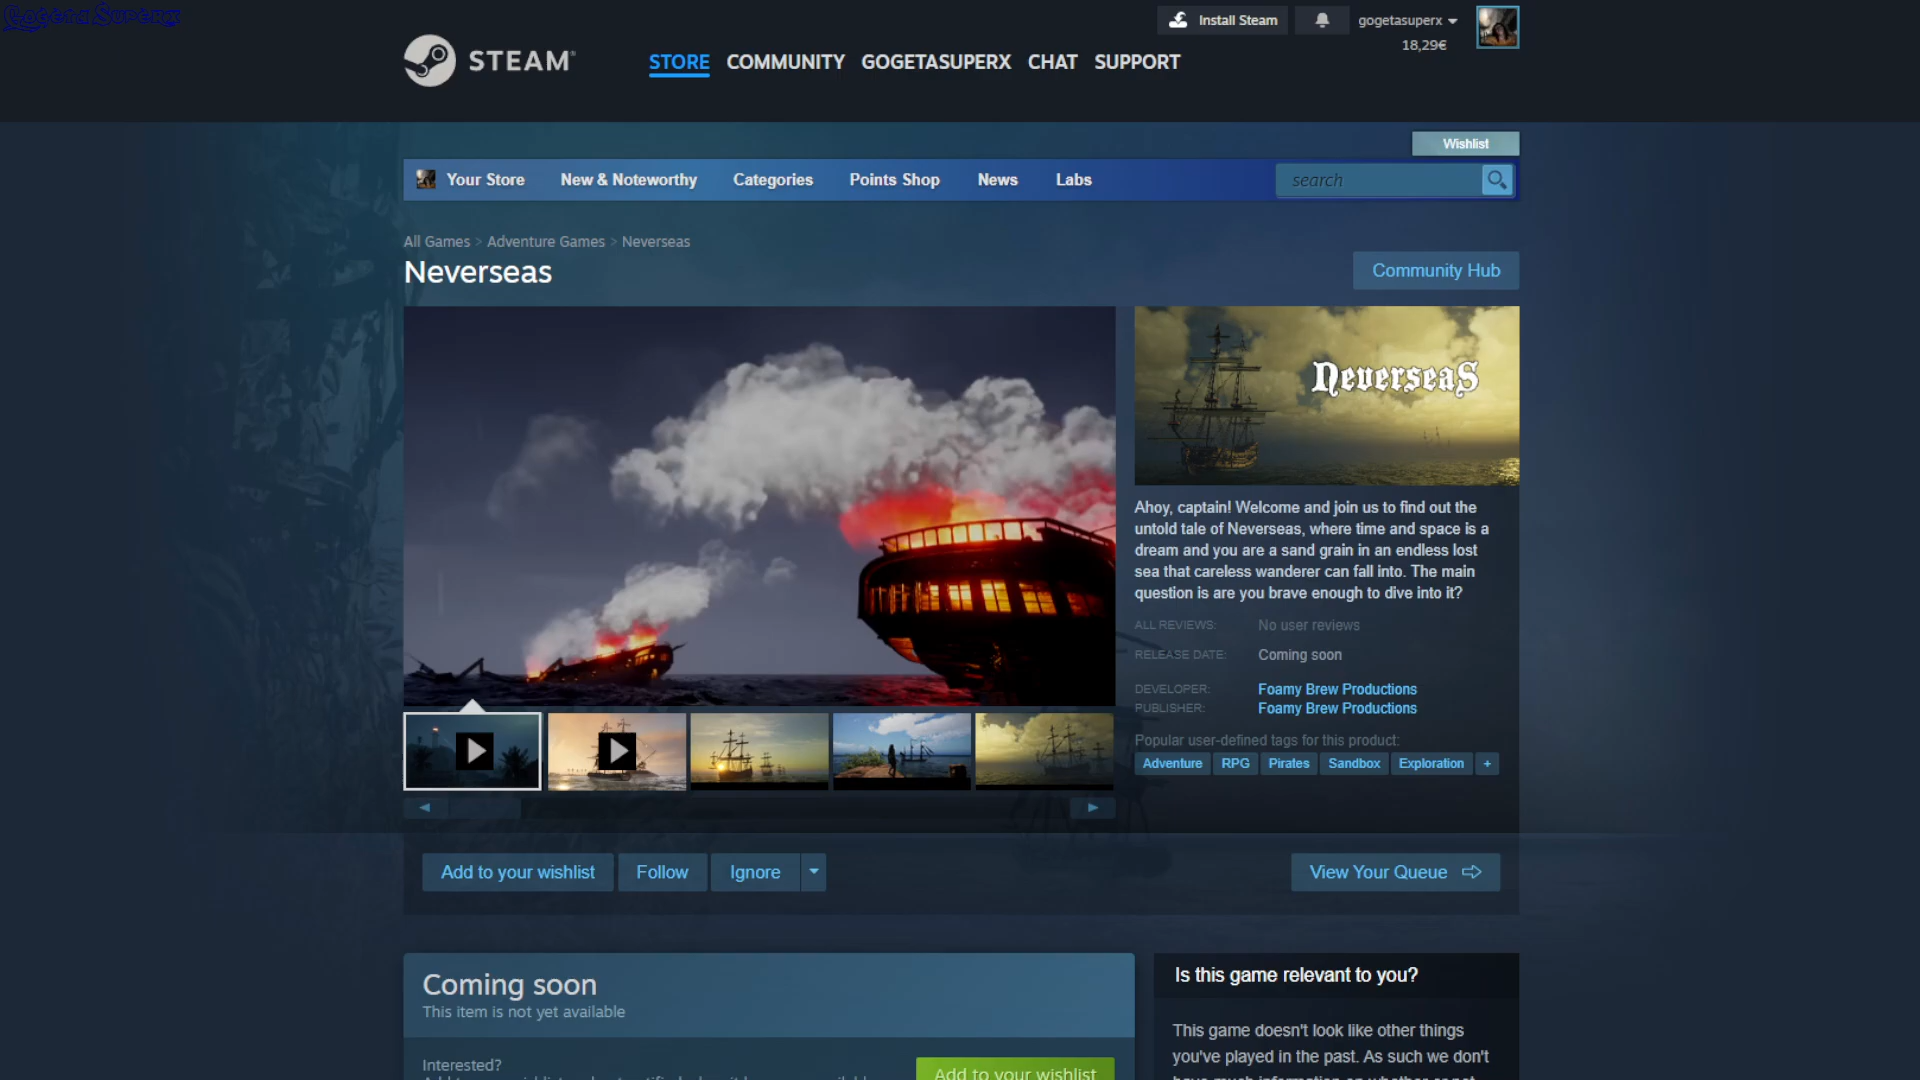 Gogeta Superx
Install Steam
gogetasuperx
18,29€
STEAM®
STORE COMMUNITY GOGETASUPERX CHAT SUPPORT
Wishlist
Your Store New & Noteworthy Categories Points Shop News Labs
search
All Games > Adventure Games > Neverseas
Neverseas
Community Hub
NeverseaS
Ahoy, captain! Welcome and join us to find out the
untold tale of Neverseas, where time and space is a
dream and you are a sand grain in an endless lost
sea that careless wanderer can fall into. The main
question is are you brave enough to dive into it?
ALL REVIEWS: No user reviews
RELEASE DATE: Coming soon
DEVELOPER: Foamy Brew Productions
PUBLISHER: Foamy Brew Productions
Popular user-defined tags for this product:
Adventure RPG Pirates Sandbox Exploration +
Add to your wishlist Follow Ignore
View Your Queue
Coming soon
This item is not yet available
Interested?
Add to your wishlist
Is this game relevant to you?
This game doesn't look like other things
you've played in the past. As such we don't